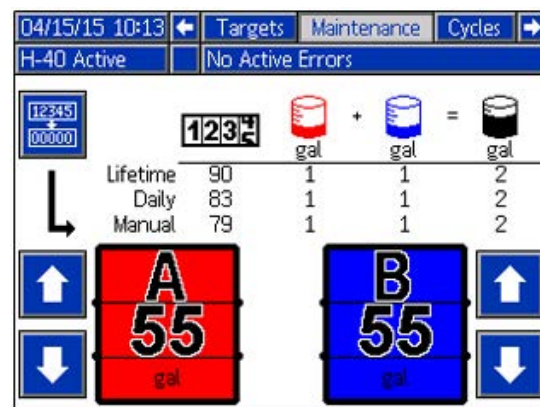 04/15/15 10:13 Targets Maintenance Cycles
H-40 Active No Active Errors
12345
00000
+ =
gal gal gal
Lifetime 90 1 1 2
Daily 83 1 1 2
Manual 79 1 1 2
A B
55 55
gal gal